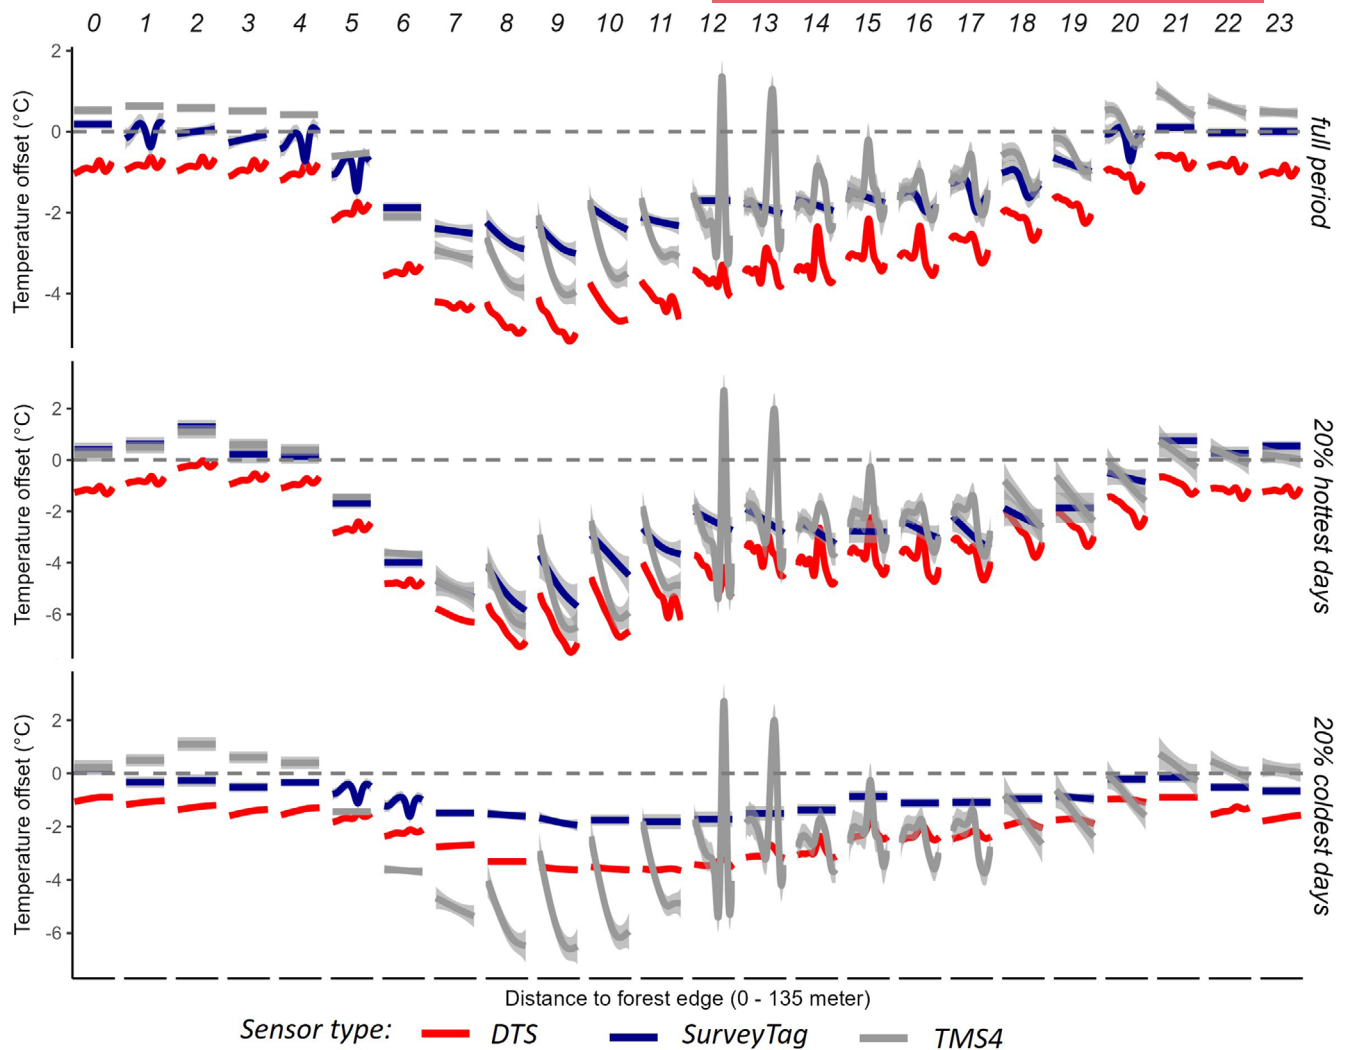 0 1 2 3 4 5 6 7 8 9 10 11 12 13 14 15 16 17 18 19 20 21 22 23
Temperature offset (°C)
2
0
-2
-4
full period
Temperature offset (°C)
2
0
-2
-4
-6
20% hottest days
Temperature offset (°C)
2
0
-2
-4
-6
20% coldest days
Distance to forest edge (0 - 135 meter)
Sensor type: DTS SurveyTag TMS4